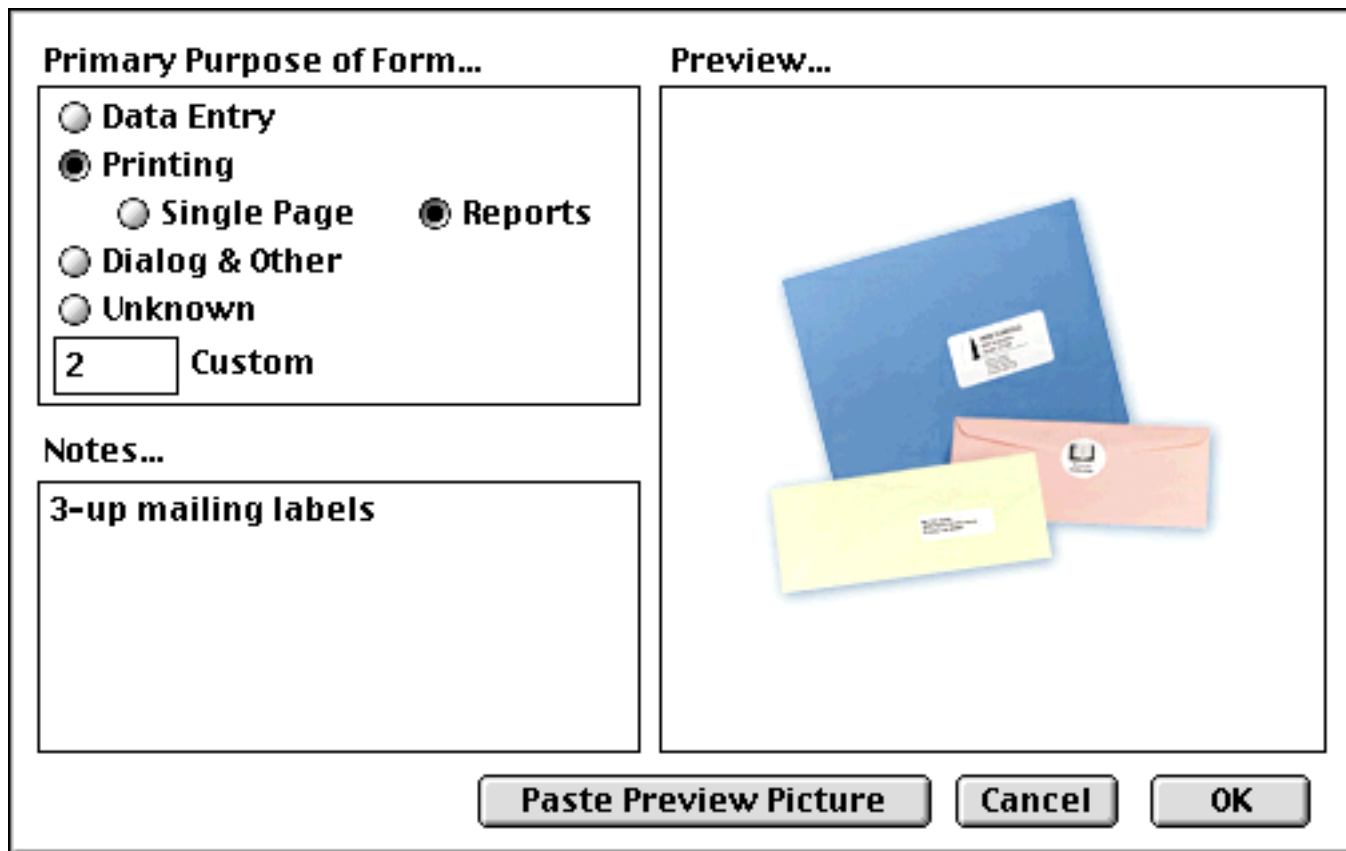 Primary Purpose of Form...
Data Entry
Printing
Single Page
Reports
Dialog & Other
Unknown
2
Custom
Notes...
3-up mailing labels
Preview...
Paste Preview Picture
Cancel
OK